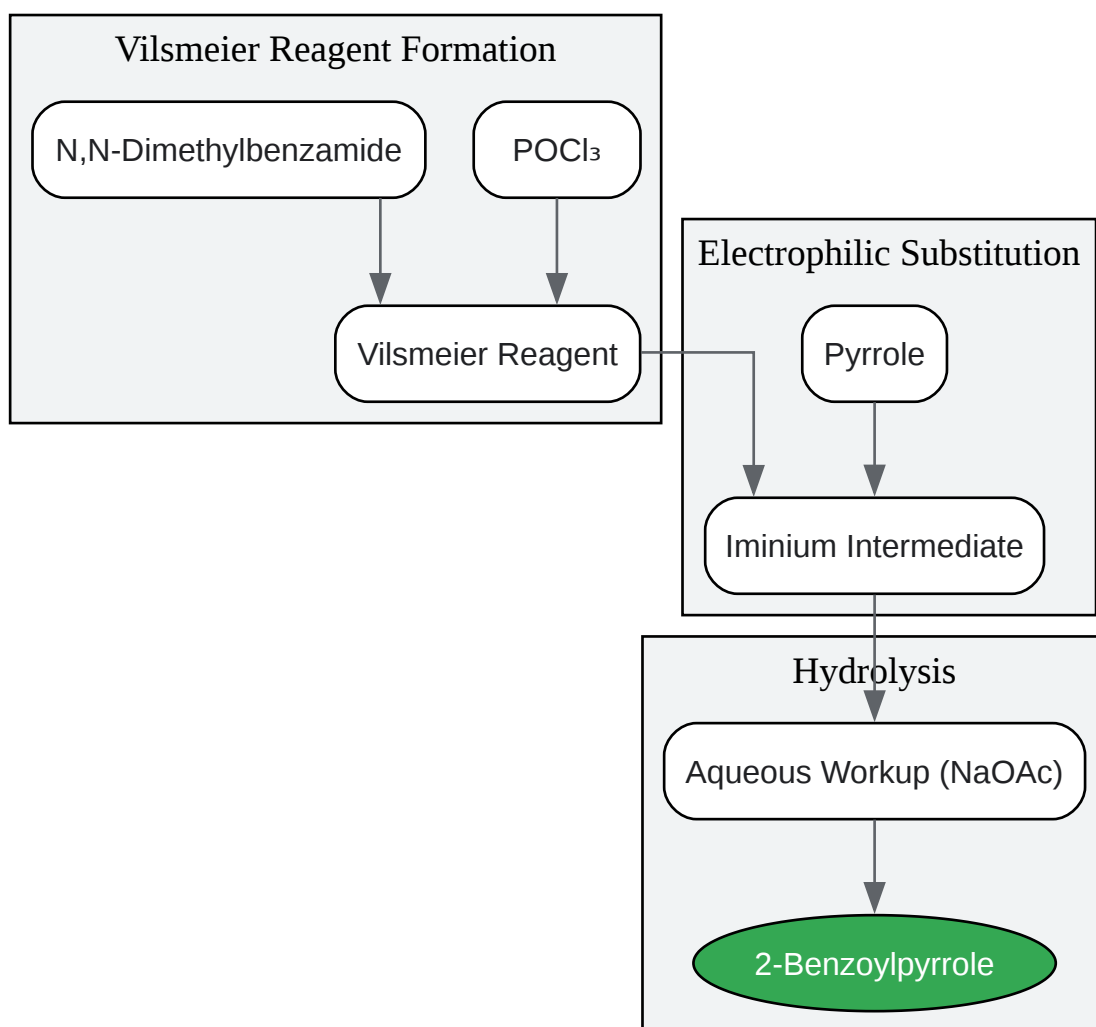 Vilsmeier Reagent Formation
N,N-Dimethylbenzamide
POCl₃
Vilsmeier Reagent
Electrophilic Substitution
Pyrrole
Iminium Intermediate
Hydrolysis
Aqueous Workup (NaOAc)
2-Benzoylpyrrole